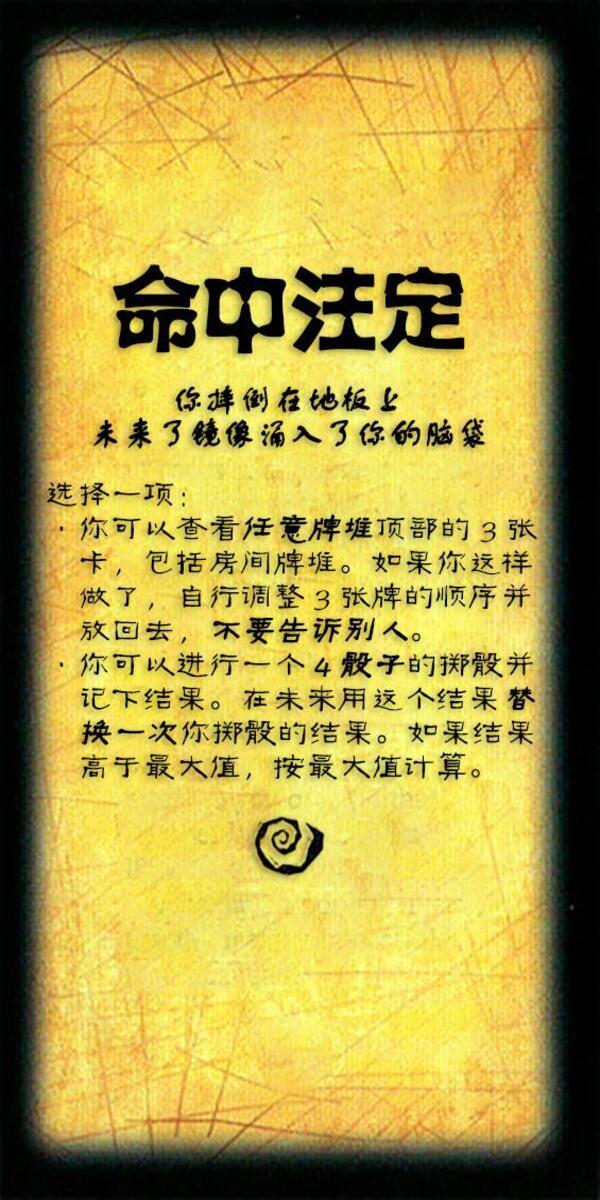 命中注定
你摔倒在地板上
未来了镜像涌入了你的脑袋
选择一项：
· 你可以查看任意牌堆顶部的 3 张
卡，包括房间牌堆。如果你这样
做了，自行调整 3 张牌的顺序并
放回去，不要告诉别人。
· 你可以进行一个 4 骰子的掷骰并
记下结果。在未来用这个结果替
换一次你掷骰的结果。如果结果
高于最大值，按最大值计算。